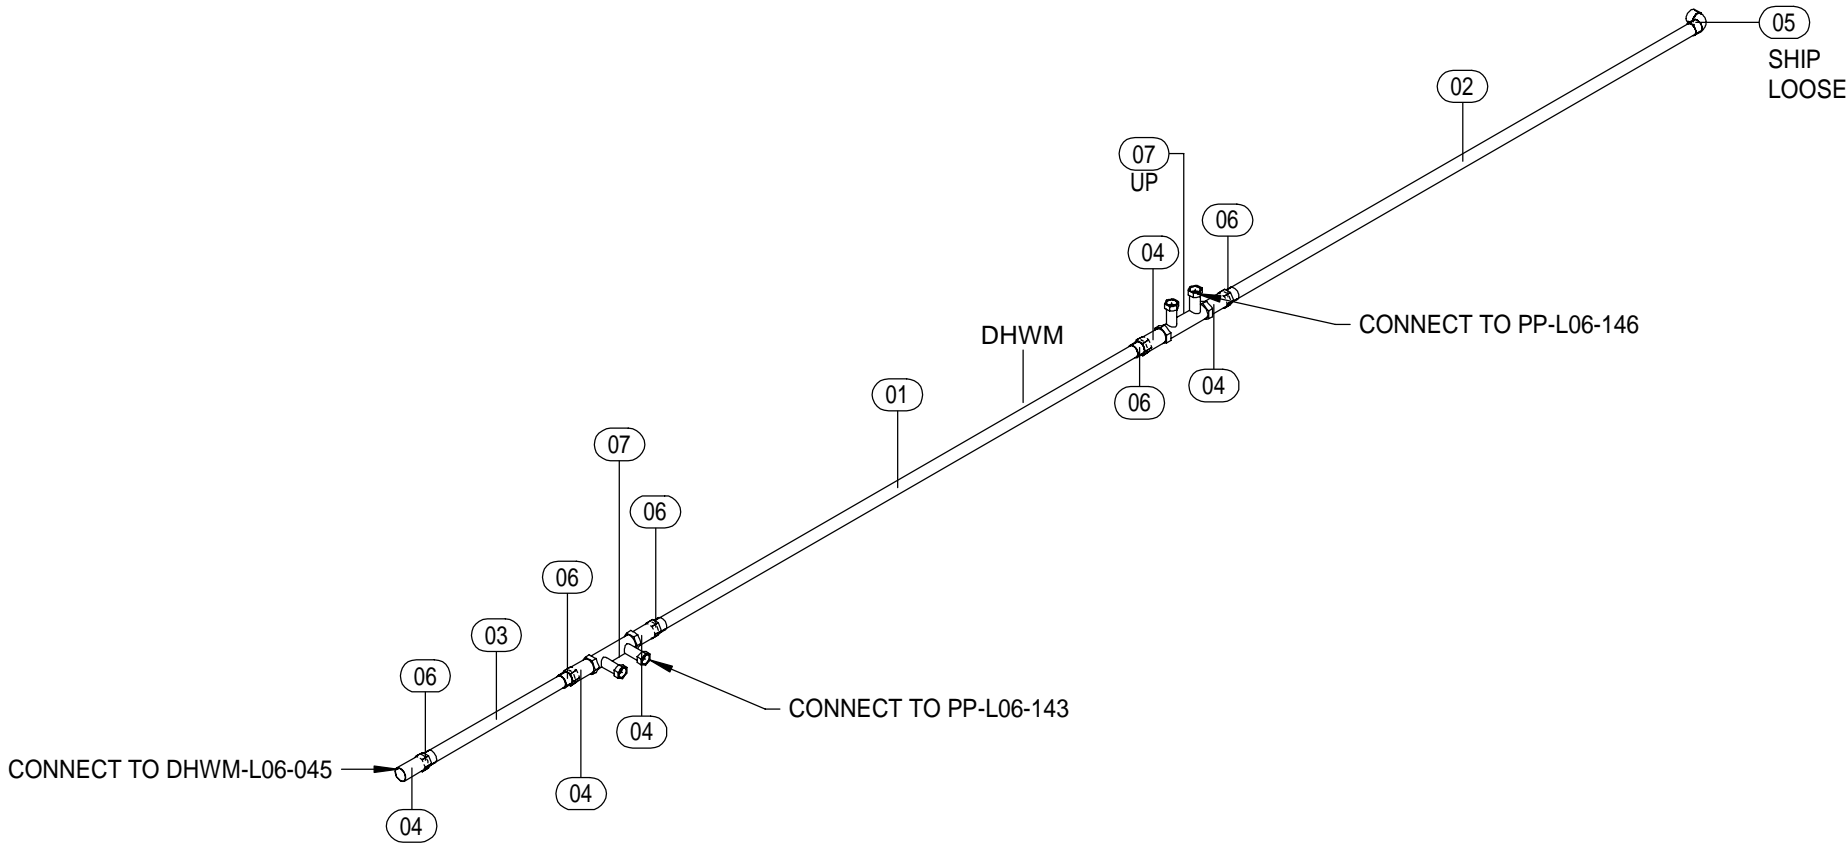 05
SHIP
LOOSE
02
07
UP
06
04
CONNECT TO PP-L06-146
DHWM
04
01
06
07
06
06
03
06
CONNECT TO PP-L06-143
04
CONNECT TO DHWM-L06-045
04
04